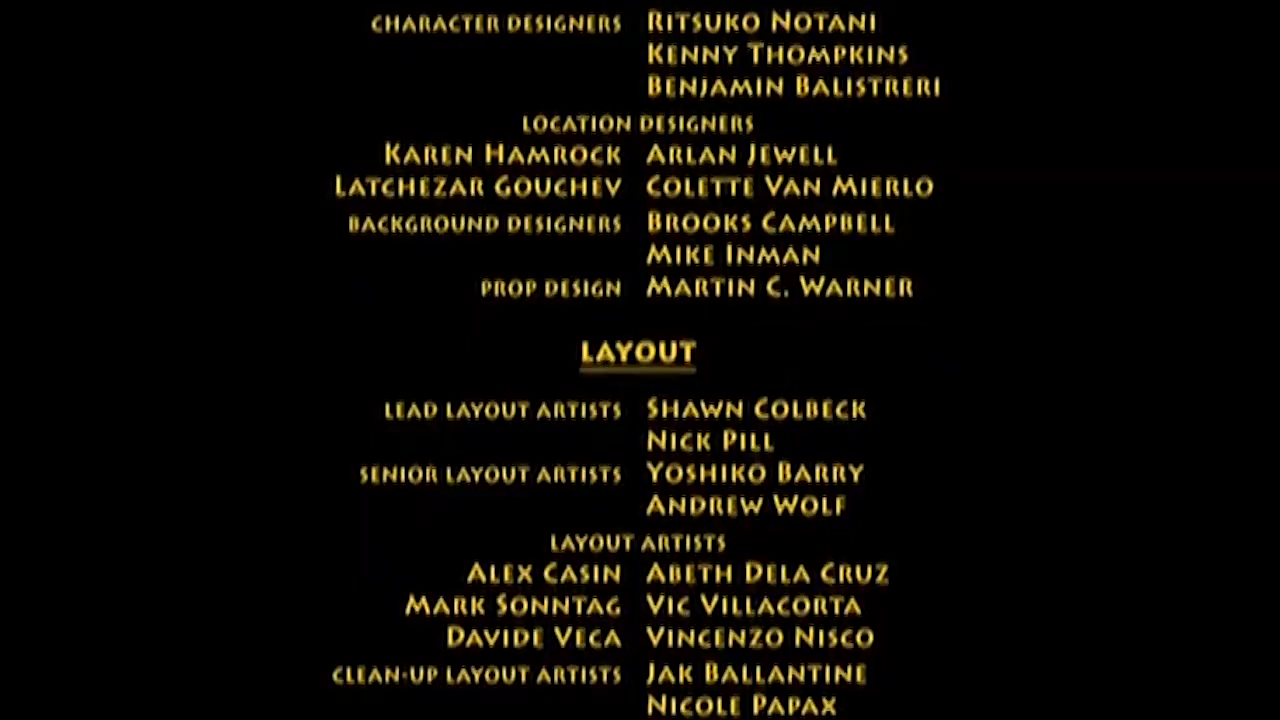 CHARACTER DESIGNERS RITSUKO NOTANI
KENNY THOMPKINS
BENJAMIN BALISTRERI
LOCATION DESIGNERS
KAREN HAMROCK ARLAN JEWELL
LATCHEZAR GOUCHEV COLETTE VAN MIERLO
BACKGROUND DESIGNERS BROOKS CAMPBELL
MIKE INMAN
PROP DESIGN MARTIN C. WARNER
LAYOUT
LEAD LAYOUT ARTISTS SHAWN COLBECK
NICK PILL
SENIOR LAYOUT ARTISTS YOSHIKO BARRY
ANDREW WOLF
LAYOUT ARTISTS
ALEX CASIN ABETH DELA CRUZ
MARK SONNTAG VIC VILLACORTA
DAVIDE VECA VINCENZO NISCO
CLEAN-UP LAYOUT ARTISTS JAK BALLANTINE
NICOLE PAPAX